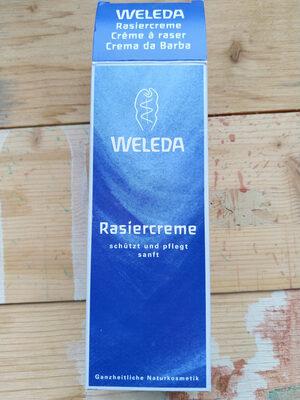 WELEDA
Rasiercreme
Crème à raser
Crema da Barba
WELEDA
Rasiercreme
schützt und pflegt
sanft
Ganzheitliche Naturkosmetik